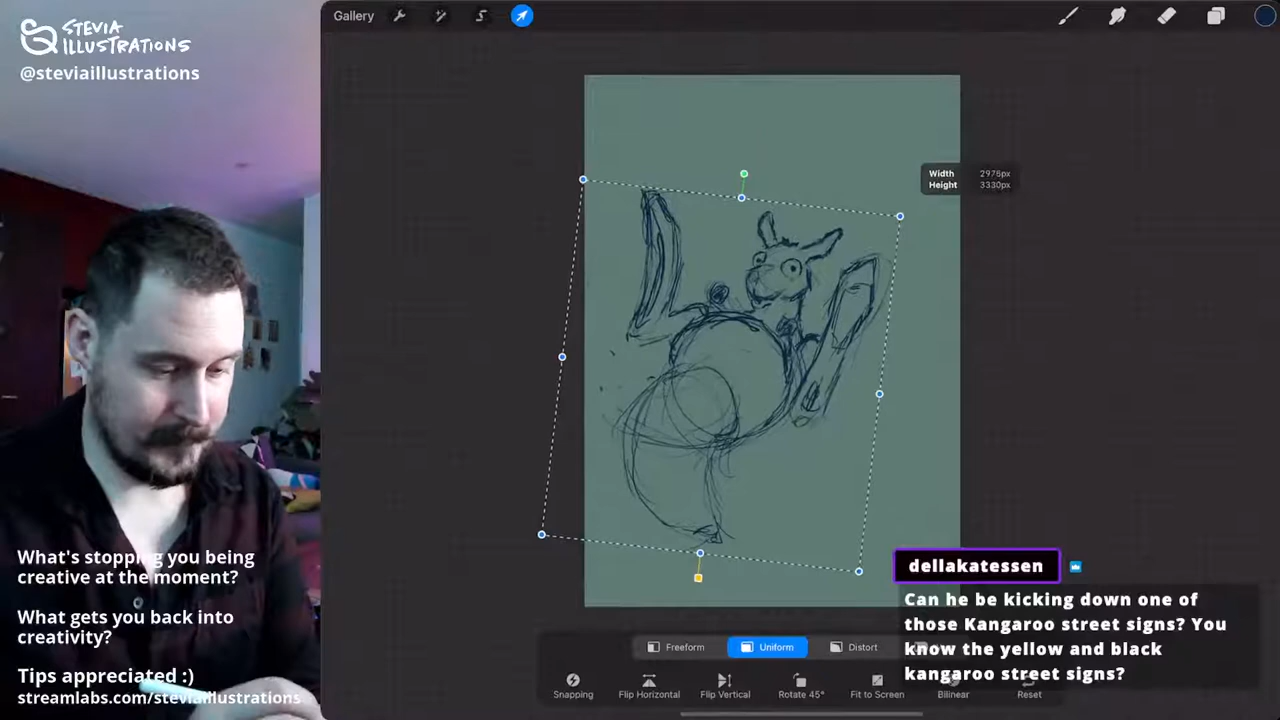 STEVIA
ILLUSTRATIONS
@steviaillustrations
Gallery
Width 2976px
Height 3330px
What's stopping you being
creative at the moment?
What gets you back into
creativity?
Tips appreciated :)
streamlabs.com/steviaillustrations
dellakatessen
Can he be kicking down one of
those Kangaroo street signs? You
know the yellow and black
kangaroo street signs?
Freeform
Uniform
Distort
Snapping
Flip Horizontal
Flip Vertical
Rotate 45°
Fit to Screen
Bilinear
Reset